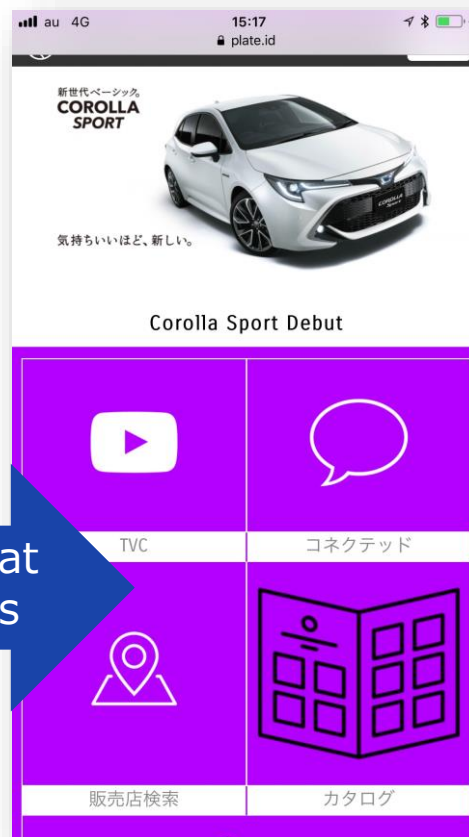 au 4G 15:17
plate.id
新世代ベーシック。
COROLLA
SPORT
気持ちいいほど、新しい。
Corolla Sport Debut
TVC
コネクテッド
at
s
販売店検索
カタログ